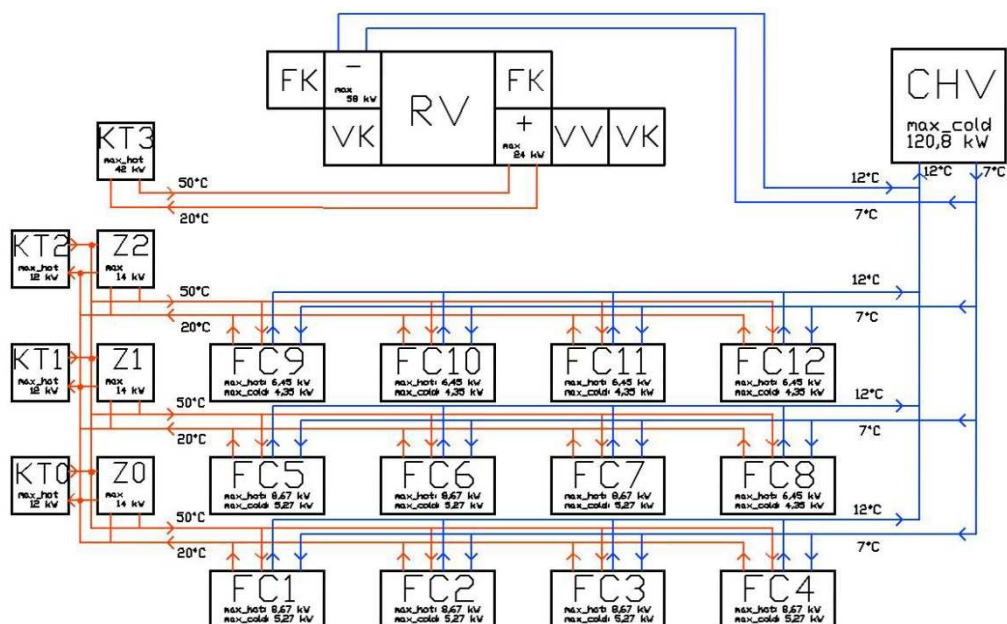 FK
-
max
58 kW
RV
FK
VK
+
max
24 kW
VV
VK
CHV
max_cold
120,8 kW
12°C
7°C
KT3
max_hot
42 kW
50°C
20°C
12°C
7°C
KT2
max_hot
12 kW
Z2
max
14 kW
50°C
20°C
12°C
7°C
FC9
max_hot: 6,45 kW
max_cold: 4,35 kW
FC10
max_hot: 6,45 kW
max_cold: 4,35 kW
FC11
max_hot: 6,45 kW
max_cold: 4,35 kW
FC12
max_hot: 6,45 kW
max_cold: 4,35 kW
KT1
max_hot
12 kW
Z1
max
14 kW
50°C
20°C
12°C
7°C
FC5
max_hot: 8,67 kW
max_cold: 5,27 kW
FC6
max_hot: 8,67 kW
max_cold: 5,27 kW
FC7
max_hot: 8,67 kW
max_cold: 5,27 kW
FC8
max_hot: 6,45 kW
max_cold: 4,35 kW
KT0
max_hot
12 kW
Z0
max
14 kW
50°C
20°C
12°C
7°C
FC1
max_hot: 8,67 kW
max_cold: 5,27 kW
FC2
max_hot: 8,67 kW
max_cold: 5,27 kW
FC3
max_hot: 8,67 kW
max_cold: 5,27 kW
FC4
max_hot: 8,67 kW
max_cold: 5,27 kW